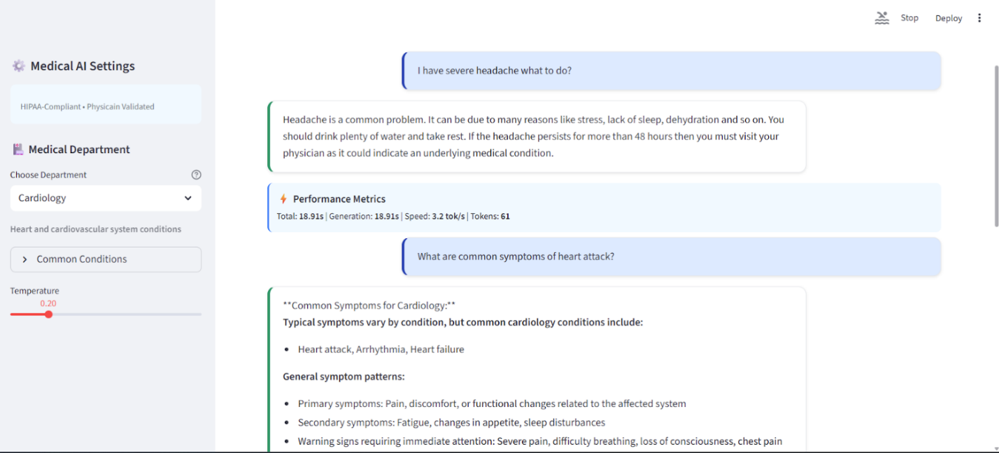 Stop
Deploy
Medical AI Settings
HIPAA-Compliant • Physicain Validated
Medical Department
Choose Department
Cardiology
Heart and cardiovascular system conditions
Common Conditions
Temperature
0.20
I have severe headache what to do?
Headache is a common problem. It can be due to many reasons like stress, lack of sleep, dehydration and so on. You
should drink plenty of water and take rest. If the headache persists for more than 48 hours then you must visit your
physician as it could indicate an underlying medical condition.
Performance Metrics
Total: 18.91s | Generation: 18.91s | Speed: 3.2 tok/s | Tokens: 61
What are common symptoms of heart attack?
**Common Symptoms for Cardiology:**
Typical symptoms vary by condition, but common cardiology conditions include:
• Heart attack, Arrhythmia, Heart failure
General symptom patterns:
• Primary symptoms: Pain, discomfort, or functional changes related to the affected system
• Secondary symptoms: Fatigue, changes in appetite, sleep disturbances
• Warning signs requiring immediate attention: Severe pain, difficulty breathing, loss of consciousness, chest pain